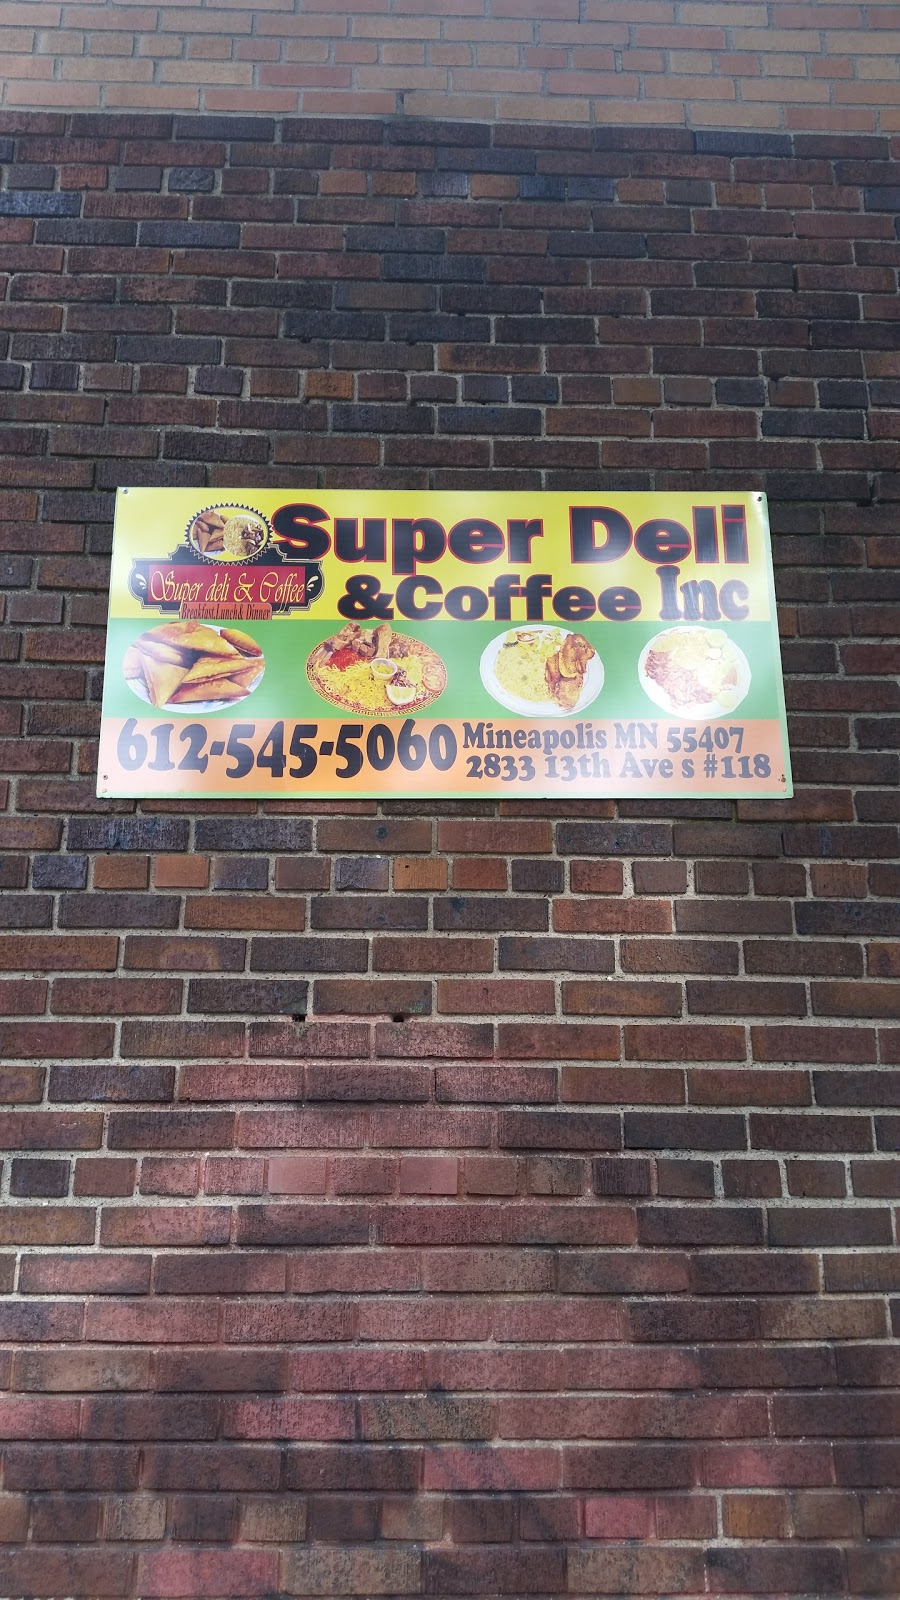 Super Deli
&Coffee Inc
Super deli & Coffee
Breakfast Lunch & Dinner
612-545-5060
Mineapolis MN 55407
2833 13th Ave s #118